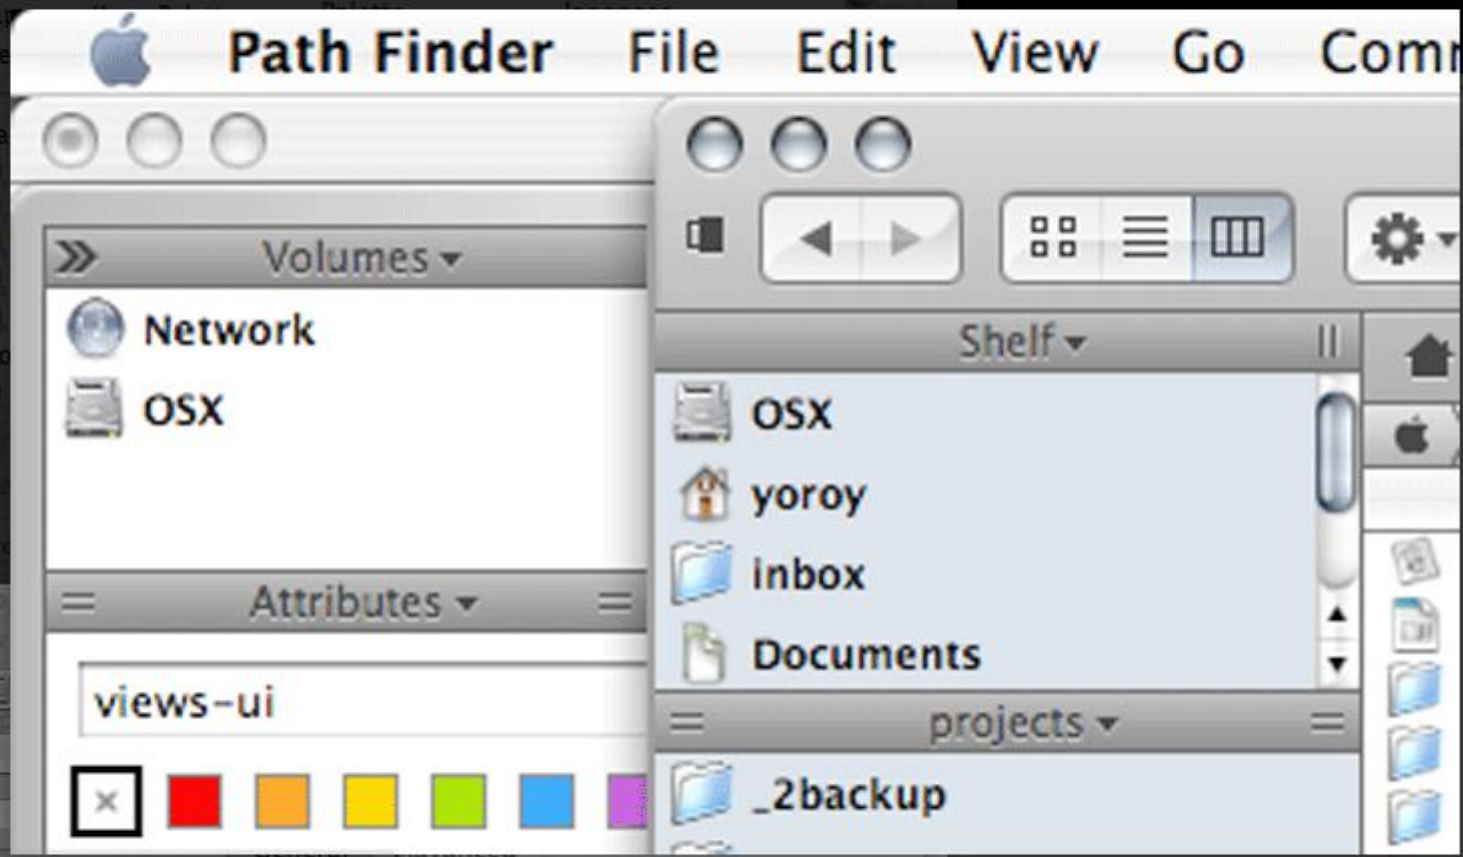 Path Finder File Edit View Go Comm
Volumes
Network
OSX
Attributes
views-ui
Shelf
OSX
yoroy
inbox
Documents
projects
_2backup